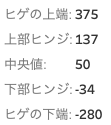 ヒゲの上端: 375
上部ヒンジ: 137
中央値: 50
下部ヒンジ: -34
ヒゲの下端: -280